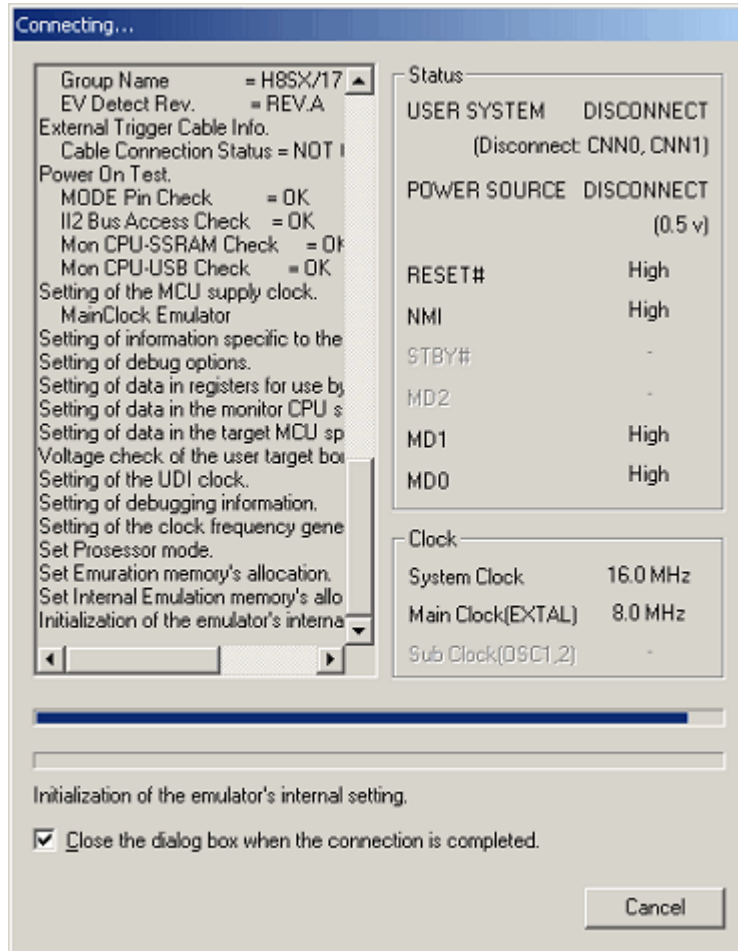 Connecting...
Group Name = H8SX/17
EV Detect Rev. = REV.A
External Trigger Cable Info.
Cable Connection Status = NOT
Power On Test.
MODE Pin Check = OK
II2 Bus Access Check = OK
Mon CPU-SSRAM Check = OK
Mon CPU-USB Check = OK
Setting of the MCU supply clock.
MainClock Emulator
Setting of information specific to the
Setting of debug options.
Setting of data in registers for use by
Setting of data in the monitor CPU s
Setting of data in the target MCU sp
Voltage check of the user target boa
Setting of the UDI clock.
Setting of debugging information.
Setting of the clock frequency gene
Set Prosessor mode.
Set Emuration memory's allocation.
Set Internal Emulation memory's allo
Initialization of the emulator's interna
Status
USER SYSTEM DISCONNECT
(Disconnect: CNN0, CNN1)
POWER SOURCE DISCONNECT
(0.5 v)
RESET# High
NMI High
STBY# -
MD2 -
MD1 High
MD0 High
Clock
System Clock 16.0 MHz
Main Clock(EXTAL) 8.0 MHz
Sub Clock(OSC1,2) -
Initialization of the emulator's internal setting.
Close the dialog box when the connection is completed.
Cancel